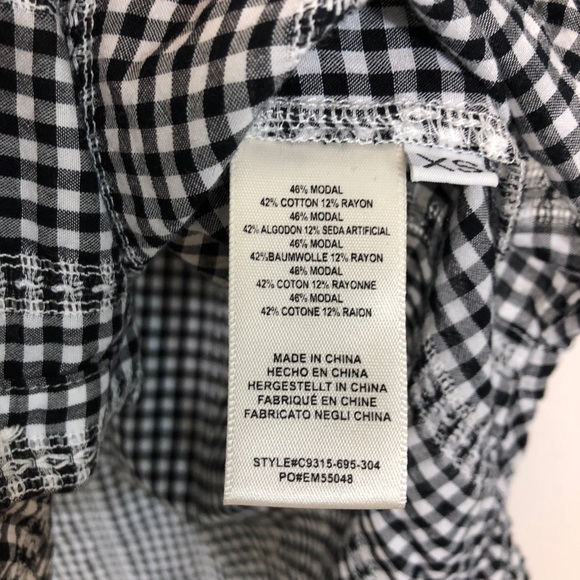 XS
46% MODAL
42% COTTON 12% RAYON
46% MODAL
42% ALGODON 12% SEDA ARTIFICIAL
46% MODAL
42%BAUMWOLLE 12% RAYON
48% MODAL
42% COTON 12% RAYONNE
46% MODAL
42% COTONE 12% RAION
MADE IN CHINA
HECHO EN CHINA
HERGESTELLT IN CHINA
FABRIQUÉ EN CHINE
FABRICATO NEGLI CHINA
STYLE#C9315-695-304
PO#EM55048